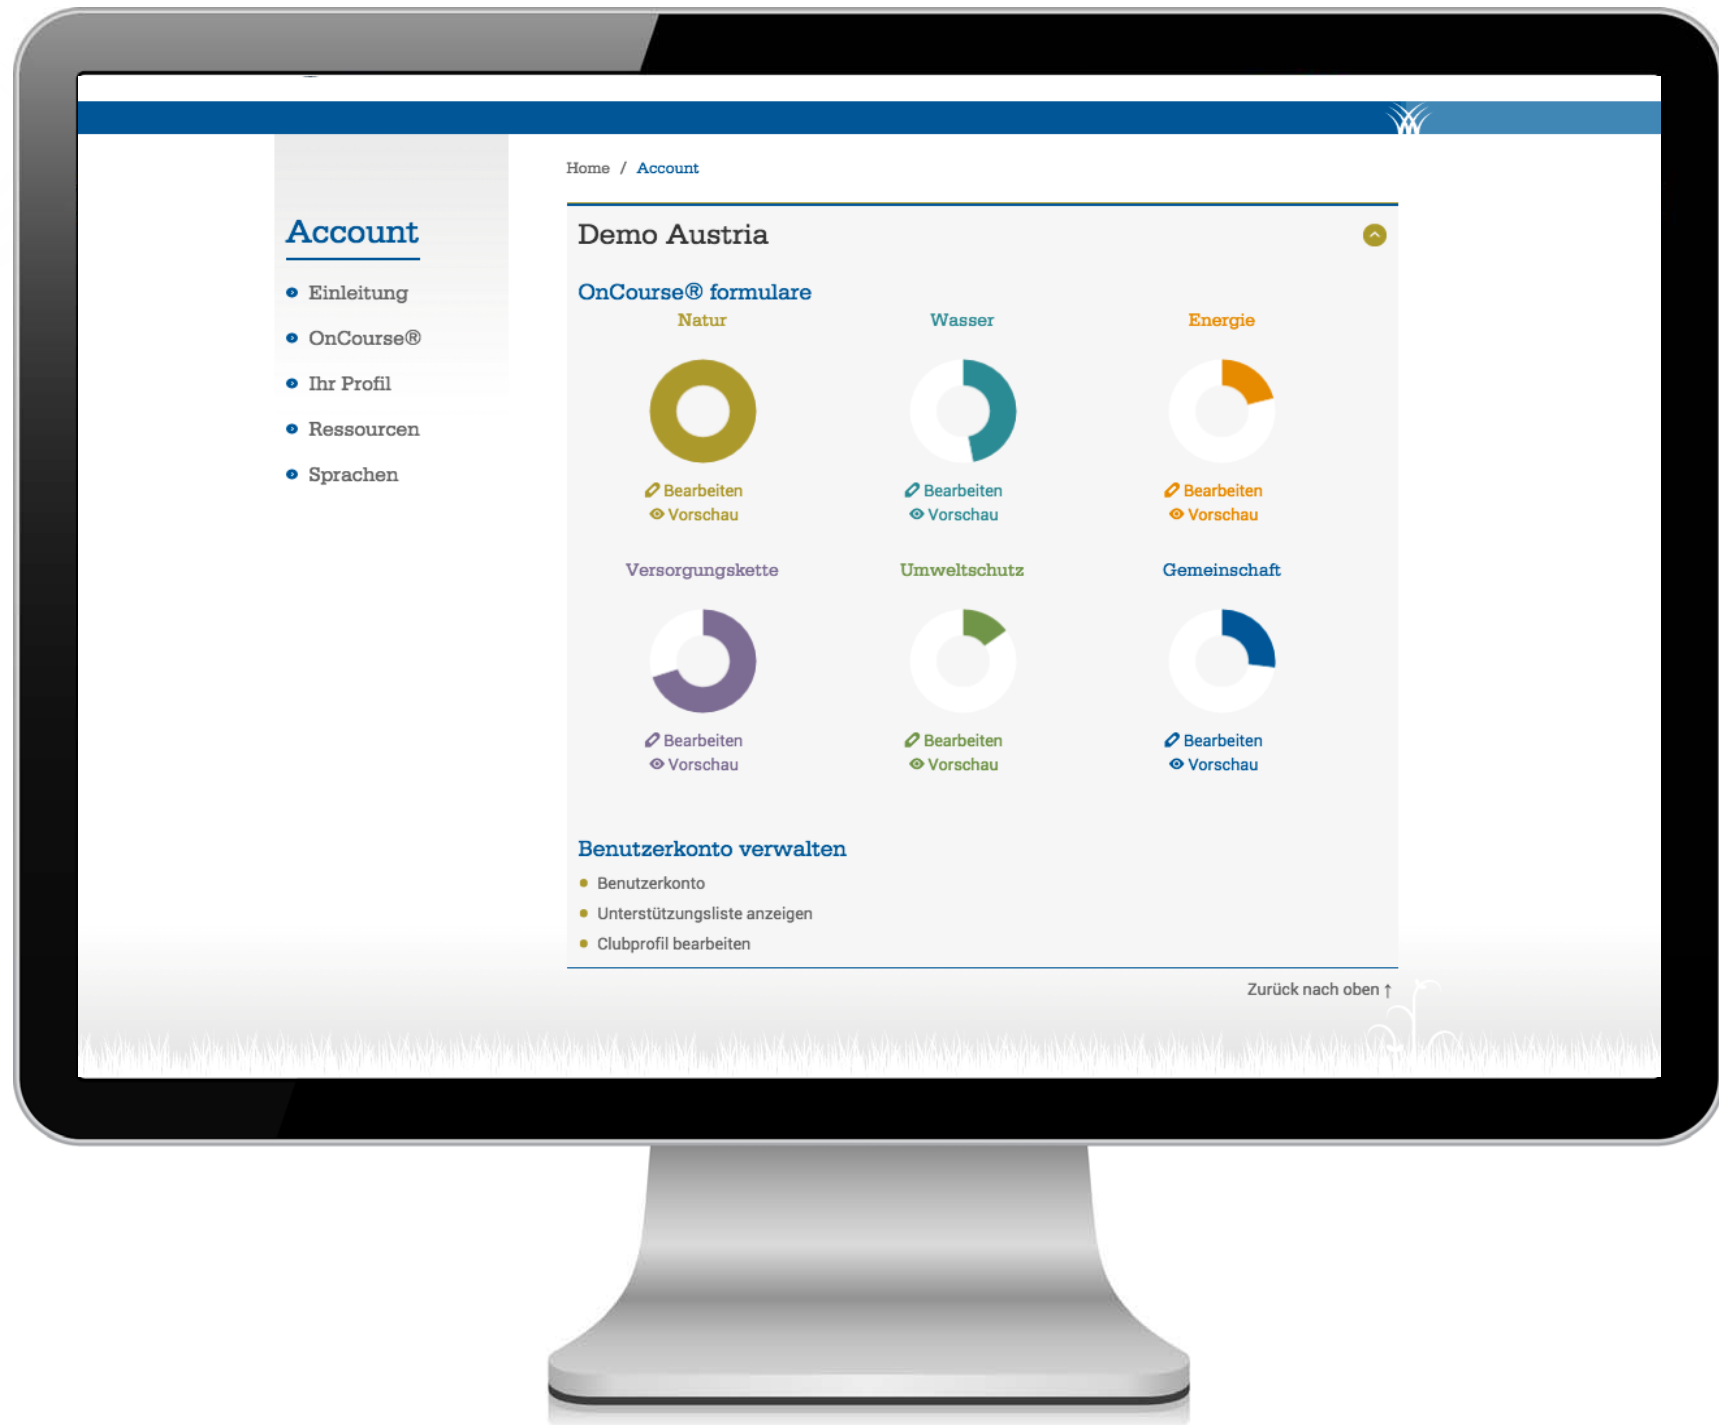 Home / Account
Account
Einleitung
OnCourse®
Ihr Profil
Ressourcen
Sprachen
Demo Austria
OnCourse® formulare
Natur
Wasser
Energie
Bearbeiten
Vorschau
Bearbeiten
Vorschau
Bearbeiten
Vorschau
Versorgungskette
Umweltschutz
Gemeinschaft
Bearbeiten
Vorschau
Bearbeiten
Vorschau
Bearbeiten
Vorschau
Benutzerkonto verwalten
Benutzerkonto
Unterstützungsliste anzeigen
Clubprofil bearbeiten
Zurück nach oben ↑